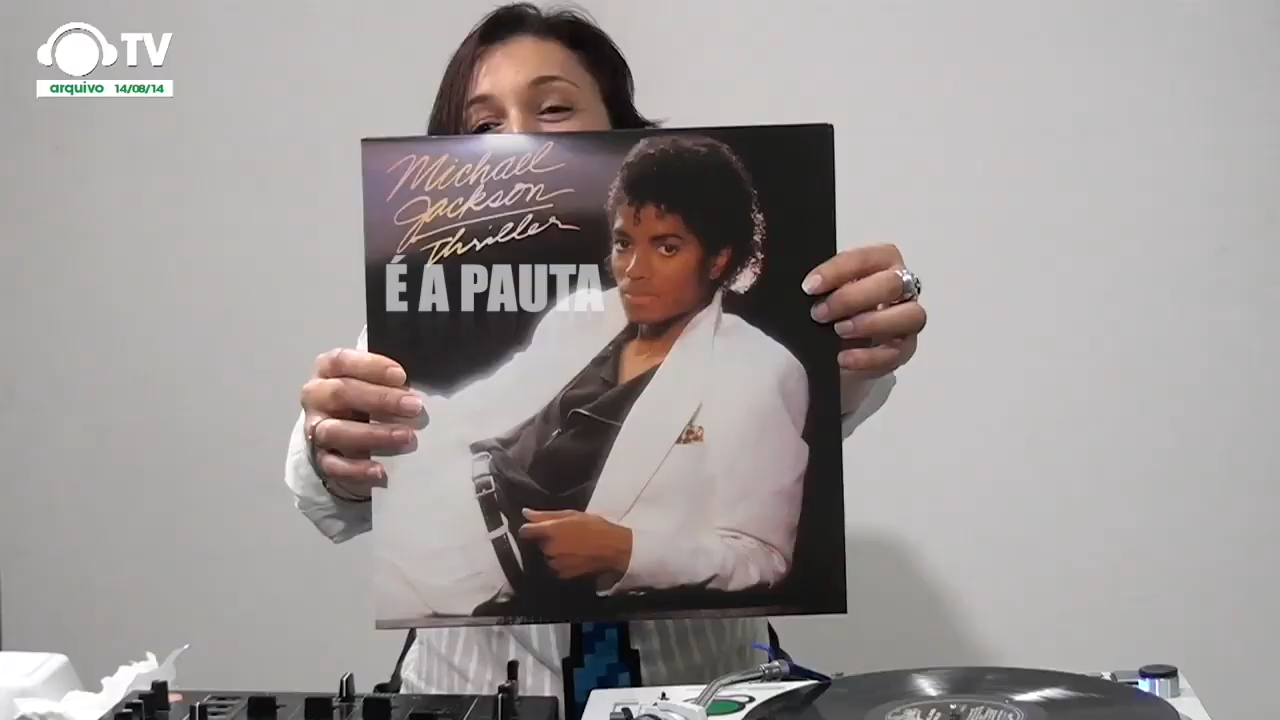 TV
arquivo 14/08/14
Michael
Jackson
Thriller
É A PAUTA